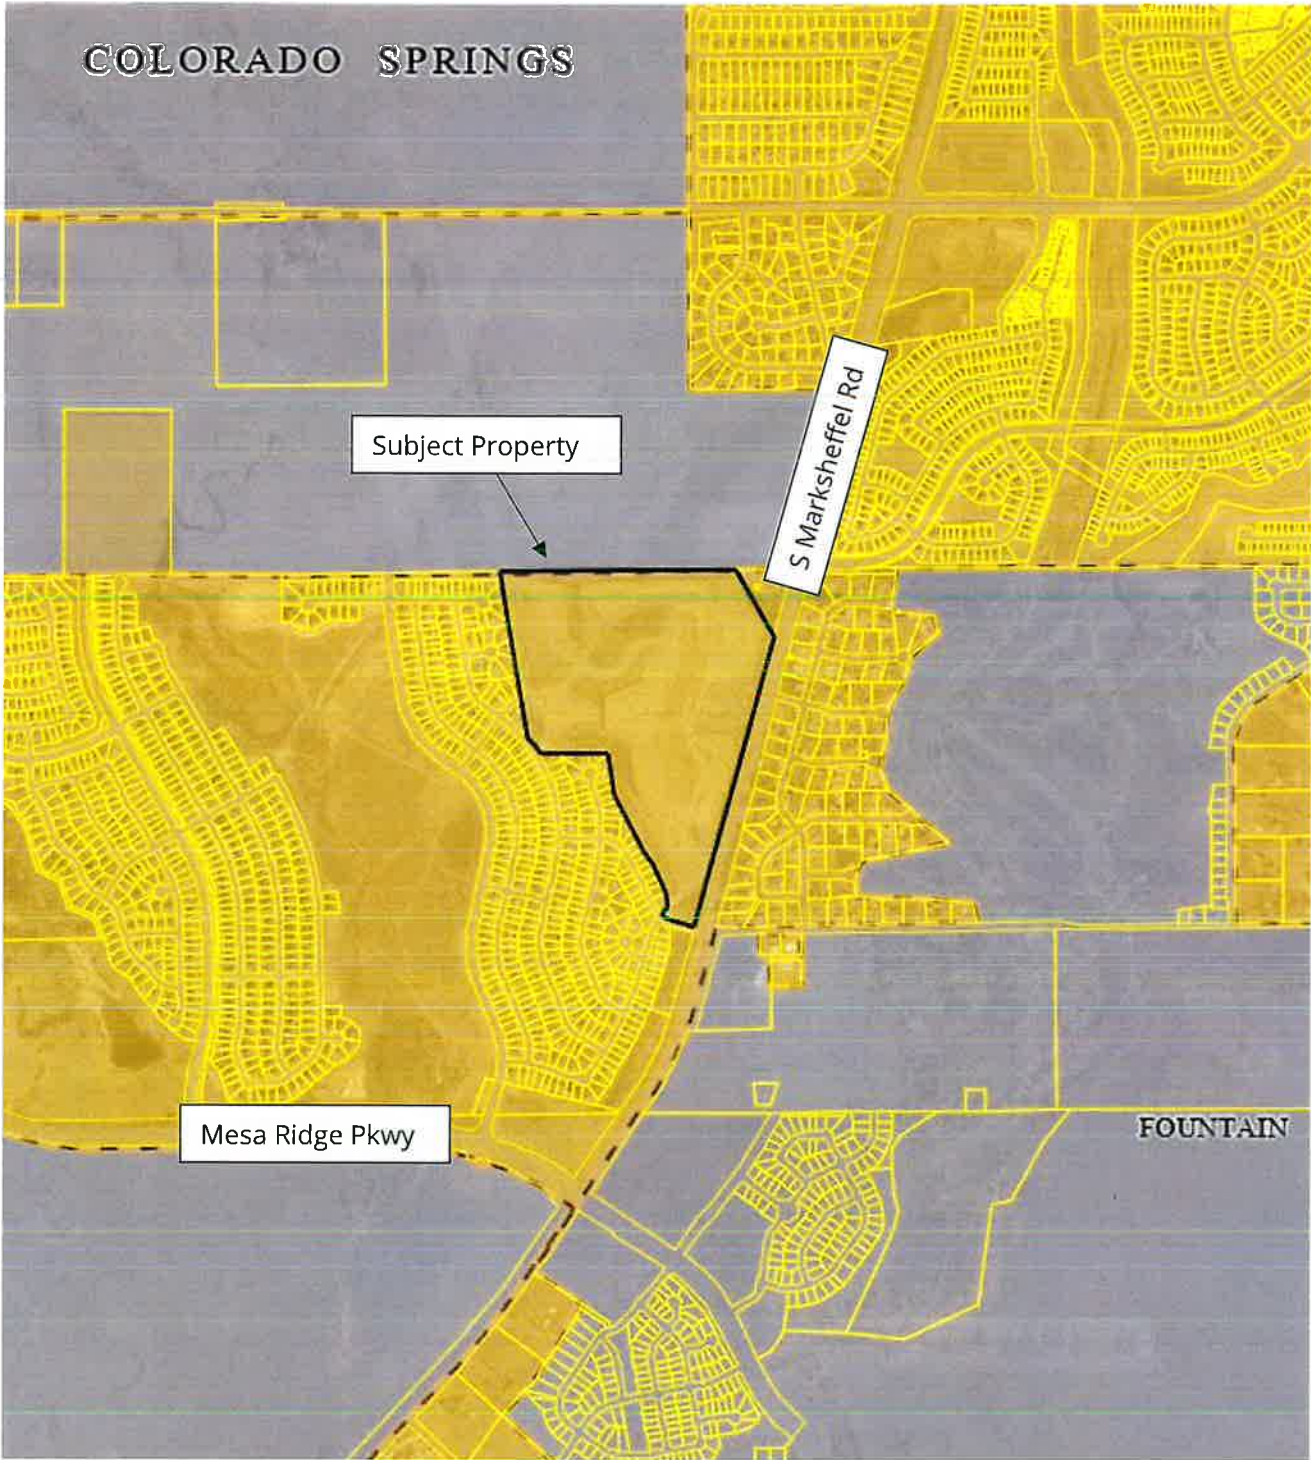 COLORADO SPRINGS
S Marksheffel Rd
Subject Property
Mesa Ridge Pkwy
FOUNTAIN